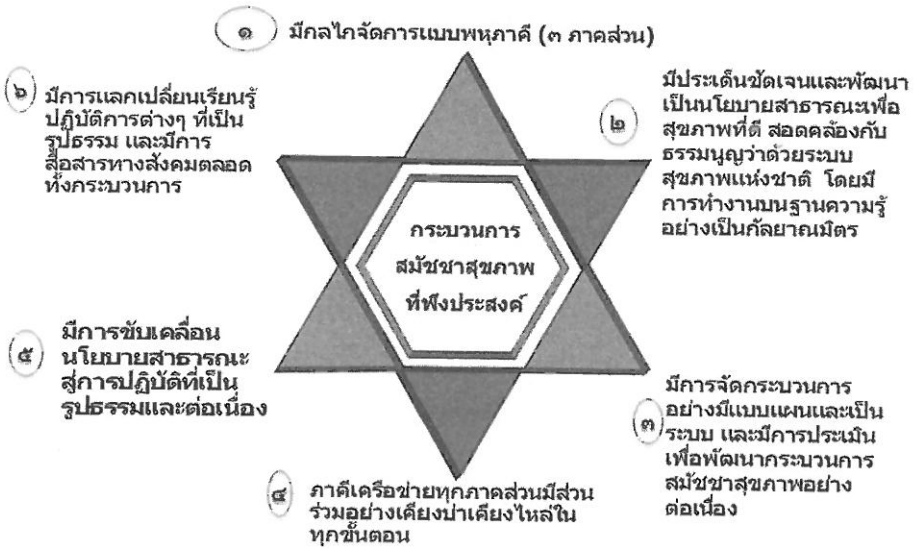 ๑ มีกลไกจัดการแบบพหุภาคี (๓ ภาคส่วน)
๒
มีประเด็นชัดเจนและพัฒนา
เป็นนโยบายสาธารณะเพื่อ
สุขภาพที่ดี สอดคล้องกับ
ธรรมนูญว่าด้วยระบบ
สุขภาพแห่งชาติ โดยมี
การทำงานบนฐานความรู้
อย่างเป็นกัลยาณมิตร
๓
มีการจัดกระบวนการ
อย่างมีแบบแผนและเป็น
ระบบ และมีการประเมิน
เพื่อพัฒนากระบวนการ
สมัชชาสุขภาพอย่าง
ต่อเนื่อง
๔ ภาคีเครือข่ายทุกภาคส่วนมีส่วน
ร่วมอย่างเคียงบ่าเคียงไหล่ใน
ทุกขั้นตอน
๕
มีการขับเคลื่อน
นโยบายสาธารณะ
สู่การปฏิบัติที่เป็น
รูปธรรมและต่อเนื่อง
๖ มีการแลกเปลี่ยนเรียนรู้
ปฏิบัติการต่างๆ ที่เป็น
รูปธรรม และมีการ
สื่อสารทางสังคมตลอด
ทั้งกระบวนการ
กระบวนการ
สมัชชาสุขภาพ
ที่พึงประสงค์